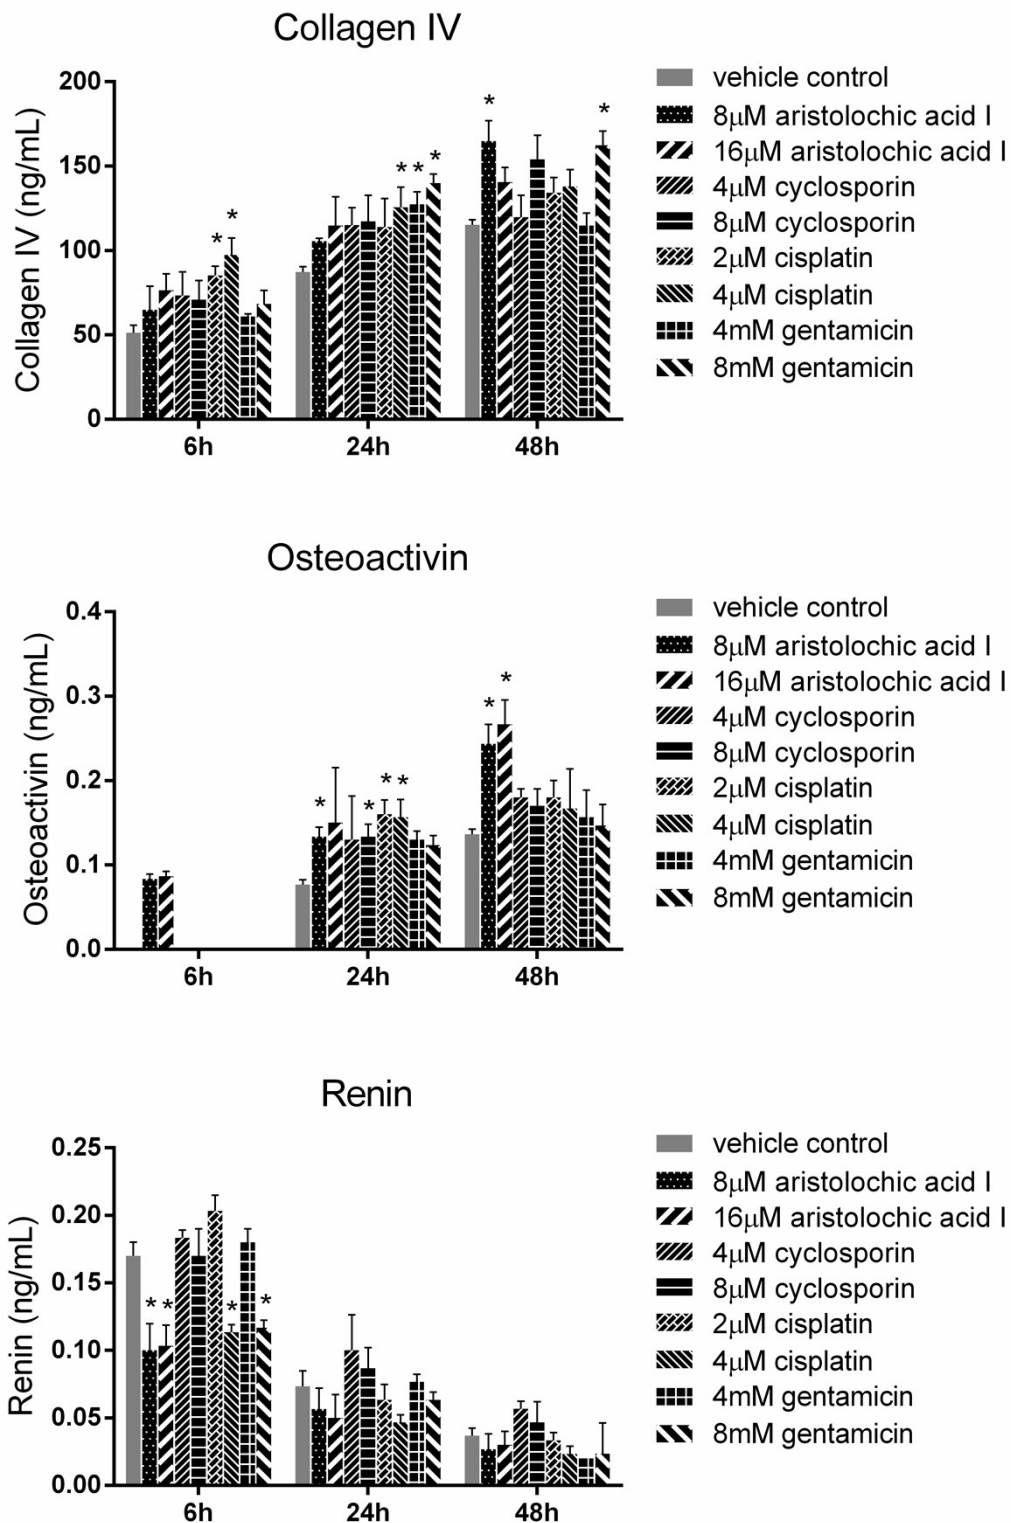 Collagen IV
Collagen IV (ng/mL)
200
150
100
50
0
* * * * * * *
6h 24h 48h
vehicle control
8μM aristolochic acid I
16μM aristolochic acid I
4μM cyclosporin
8μM cyclosporin
2μM cisplatin
4μM cisplatin
4mM gentamicin
8mM gentamicin
Osteoactivin
Osteoactivin (ng/mL)
0.4
0.3
0.2
0.1
0.0
* * * * * *
6h 24h 48h
vehicle control
8μM aristolochic acid I
16μM aristolochic acid I
4μM cyclosporin
8μM cyclosporin
2μM cisplatin
4μM cisplatin
4mM gentamicin
8mM gentamicin
Renin
Renin (ng/mL)
0.25
0.20
0.15
0.10
0.05
0.00
* * * *
6h 24h 48h
vehicle control
8μM aristolochic acid I
16μM aristolochic acid I
4μM cyclosporin
8μM cyclosporin
2μM cisplatin
4μM cisplatin
4mM gentamicin
8mM gentamicin